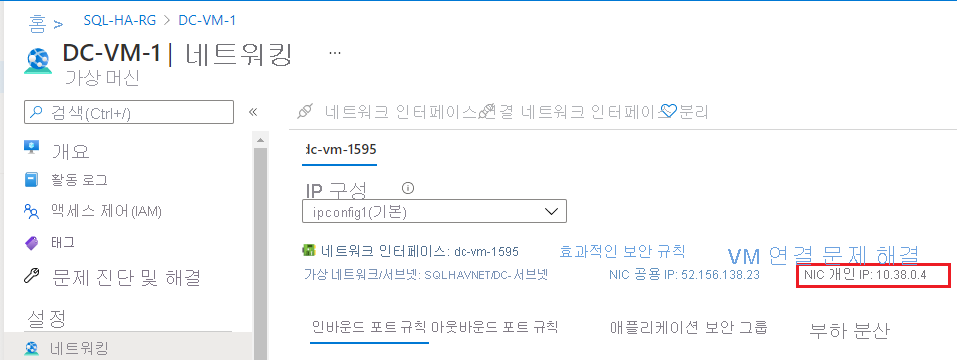 홈 > SQL-HA-RG > DC-VM-1
DC-VM-1 | 네트워킹 ...
가상 머신
검색(Ctrl+/) «
네트워크 인터페이스 연결 네트워크 인터페이스 분리
개요
활동 로그
액세스 제어(IAM)
태그
문제 진단 및 해결
설정
네트워킹
dc-vm-1595
IP 구성
ipconfig1(기본)
네트워크 인터페이스: dc-vm-1595 효과적인 보안 규칙 VM 연결 문제 해결
가상 네트워크/서브넷: SQLHAVNET/DC- 서브넷 NIC 공용 IP: 52.156.138.23 NIC 개인 IP: 10.38.0.4
인바운드 포트 규칙 아웃바운드 포트 규칙 애플리케이션 보안 그룹 부하 분산